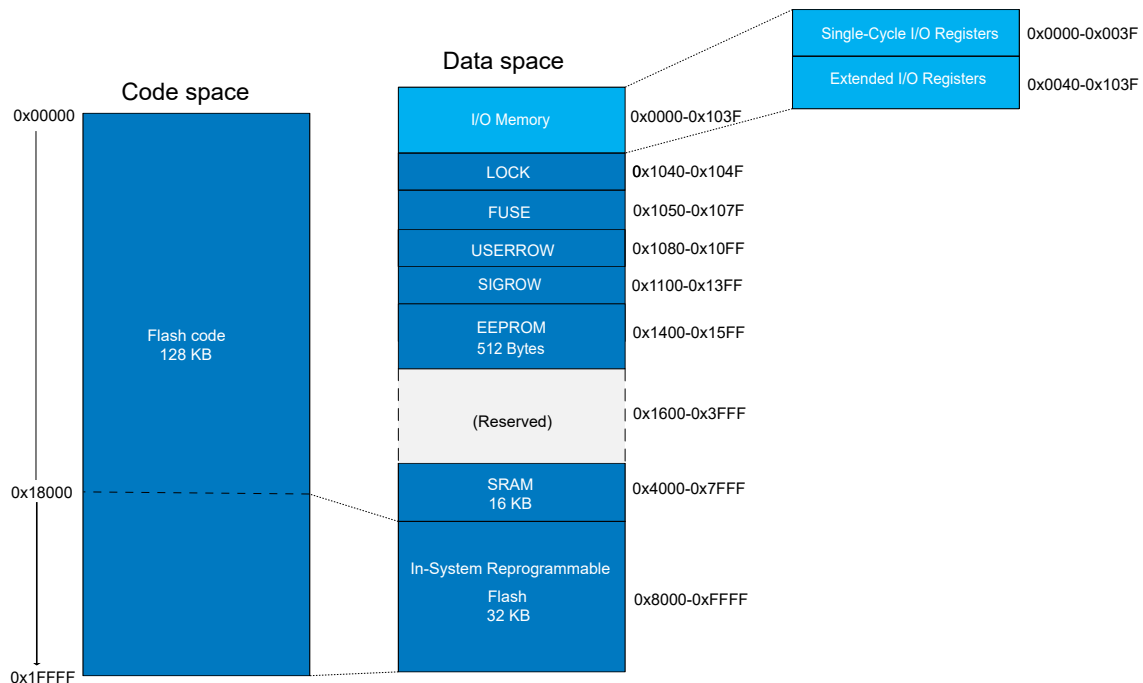 Code space
0x00000
Flash code
128 KB
0x18000
0x1FFFF
Data space
I/O Memory
0x0000-0x103F
LOCK
0x1040-0x104F
FUSE
0x1050-0x107F
USERROW
0x1080-0x10FF
SIGROW
0x1100-0x13FF
EEPROM
512 Bytes
0x1400-0x15FF
(Reserved)
0x1600-0x3FFF
SRAM
16 KB
0x4000-0x7FFF
In-System Reprogrammable
Flash
32 KB
0x8000-0xFFFF
Single-Cycle I/O Registers
0x0000-0x003F
Extended I/O Registers
0x0040-0x103F